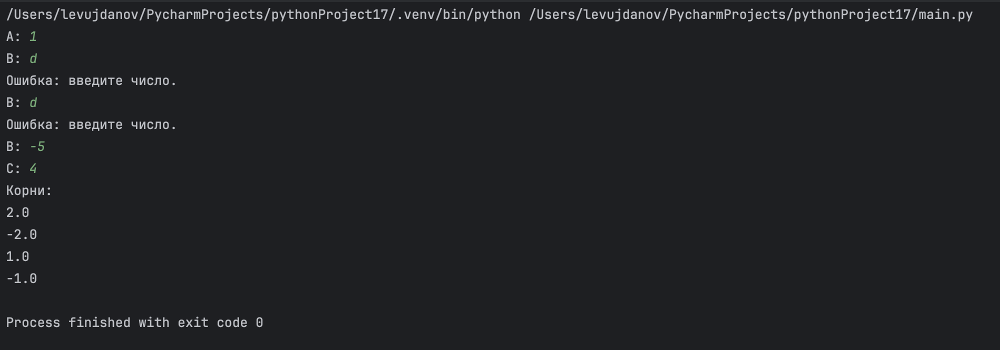 /Users/levujdanov/PycharmProjects/pythonProject17/.venv/bin/python /Users/levujdanov/PycharmProjects/pythonProject17/main.py
A: 1
B: d
Ошибка: введите число.
B: d
Ошибка: введите число.
B: -5
C: 4
Корни:
2.0
-2.0
1.0
-1.0
Process finished with exit code 0